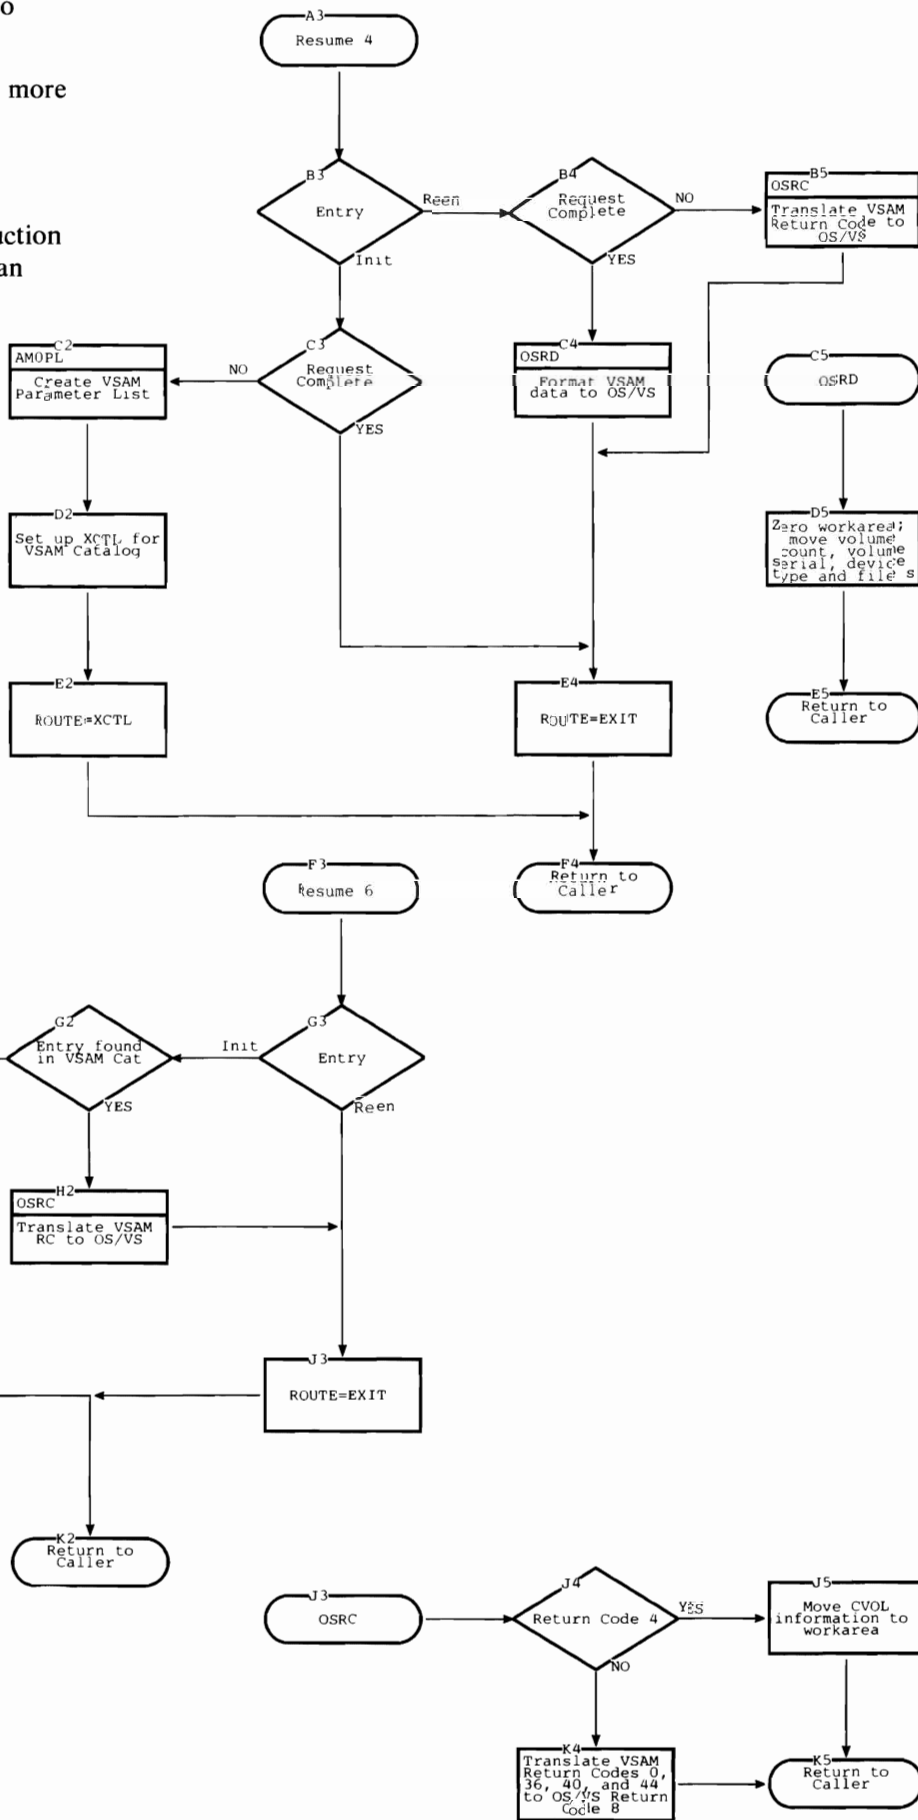 o
more
uction
an
A3
Resume 4
B3
Entry
Reen
Init
B4
Request
Complete
NO
YES
B5
OSRC
Translate VSAM
Return Code to
OS/VS
C2
AMOPL
Create VSAM
Parameter List
NO
C3
Request
Complete
YES
C4
OSRD
Format VSAM
data to OS/VS
C5
OSRD
D2
Set up XCTL for
VSAM Catalog
D5
Zero workarea;
move volume
count, volume
serial, device
type and file s
E2
ROUTE=XCTL
E4
ROUTE=EXIT
E5
Return to
Caller
F3
Resume 6
F4
Return to
Caller
G2
Entry found
in VSAM Cat
YES
Init
G3
Entry
Reen
H2
OSRC
Translate VSAM
RC to OS/VS
J3
ROUTE=EXIT
K2
Return to
Caller
J3
OSRC
J4
Return Code 4
YES
NO
J5
Move CVOL
information to
workarea
K4
Translate VSAM
Return Codes 0,
36, 40, and 44
to OS/VS Return
Code 8
K5
Return to
Caller